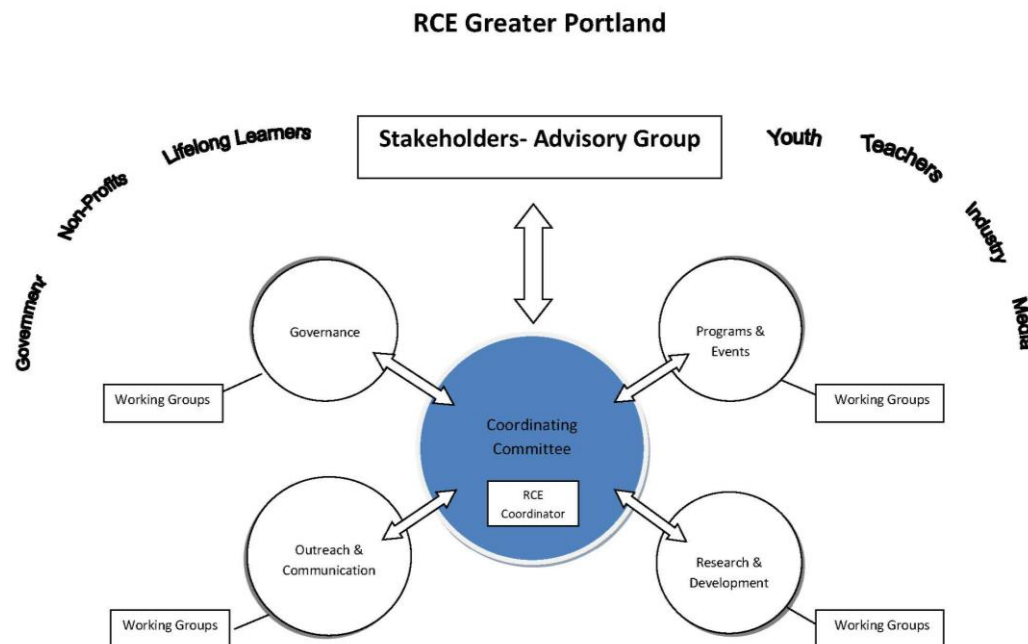 RCE Greater Portland
Stakeholders- Advisory Group
Government
Non-Profits
Lifelong Learners
Youth
Teachers
Industry
Media
Governance
Programs &
Events
Working Groups
Working Groups
Coordinating
Committee
RCE
Coordinator
Outreach &
Communication
Research &
Development
Working Groups
Working Groups